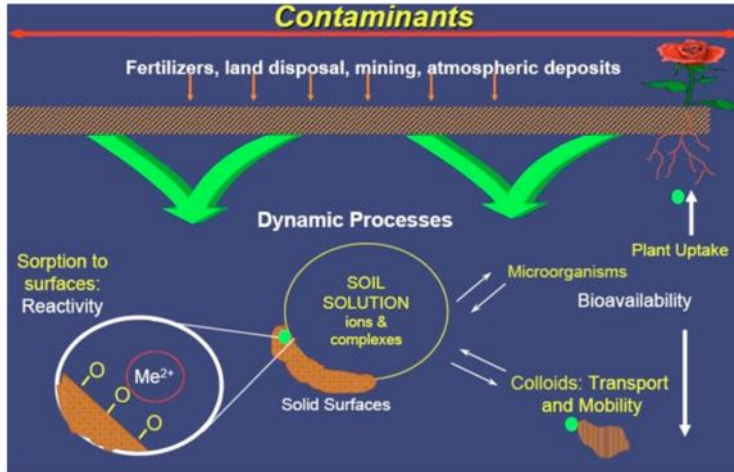 Contaminants
Fertilizers, land disposal, mining, atmospheric deposits
Dynamic Processes
Plant Uptake
Sorption to
surfaces:
Reactivity
SOIL
SOLUTION
ions &
complexes
Microorganisms
Bioavailability
-O
Me2+
-O
-O
Solid Surfaces
Colloids: Transport
and Mobility